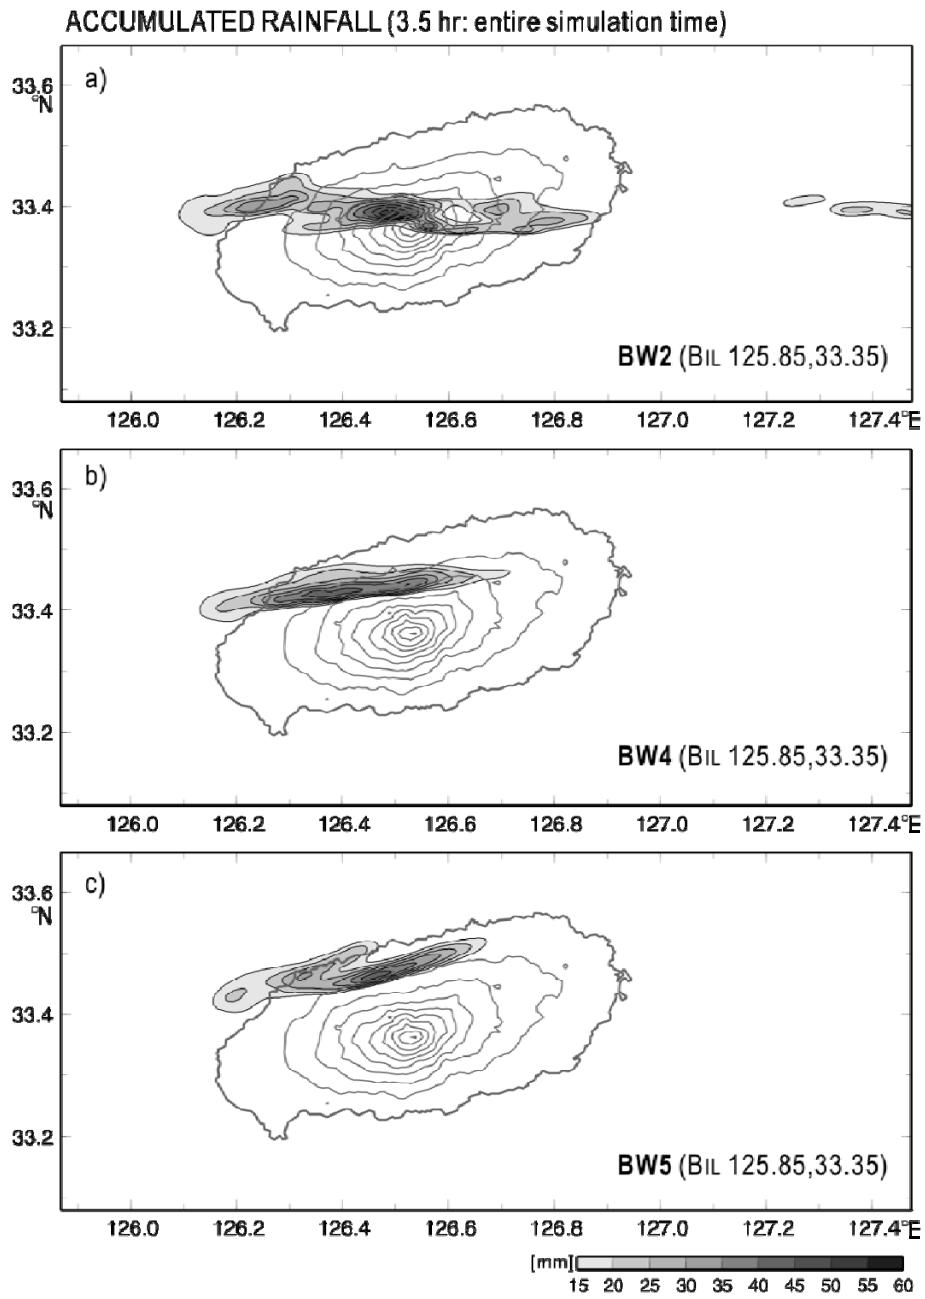 ACCUMULATED RAINFALL (3.5 hr: entire simulation time)
a)
33.6
°N
33.4
33.2
BW2 (BIL 125.85,33.35)
126.0 126.2 126.4 126.6 126.8 127.0 127.2 127.4°E
b)
33.6
°N
33.4
33.2
BW4 (BIL 125.85,33.35)
126.0 126.2 126.4 126.6 126.8 127.0 127.2 127.4°E
c)
33.6
°N
33.4
33.2
BW5 (BIL 125.85,33.35)
126.0 126.2 126.4 126.6 126.8 127.0 127.2 127.4°E
[mm]
15 20 25 30 35 40 45 50 55 60